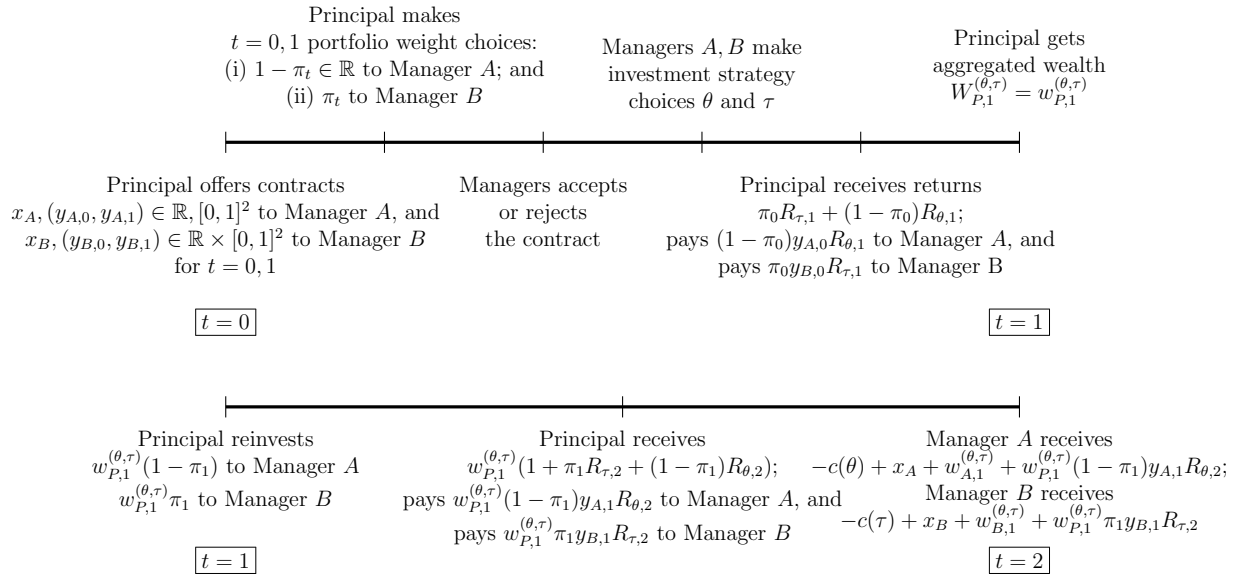 Principal makes
t = 0, 1 portfolio weight choices:
(i) 1 − π_t ∈ ℝ to Manager A; and
(ii) π_t to Manager B
Managers A, B make
investment strategy
choices θ and τ
Principal gets
aggregated wealth
W_{P,1}^{(θ,τ)} = w_{P,1}^{(θ,τ)}
Principal offers contracts
x_A, (y_{A,0}, y_{A,1}) ∈ ℝ, [0, 1]^2 to Manager A, and
x_B, (y_{B,0}, y_{B,1}) ∈ ℝ × [0, 1]^2 to Manager B
for t = 0, 1
Managers accepts
or rejects
the contract
Principal receives returns
π_0 R_{τ,1} + (1 − π_0)R_{θ,1};
pays (1 − π_0)y_{A,0}R_{θ,1} to Manager A, and
pays π_0 y_{B,0}R_{τ,1} to Manager B
t = 0
t = 1
Principal reinvests
w_{P,1}^{(θ,τ)}(1 − π_1) to Manager A
w_{P,1}^{(θ,τ)}π_1 to Manager B
Principal receives
w_{P,1}^{(θ,τ)}(1 + π_1 R_{τ,2} + (1 − π_1)R_{θ,2});
pays w_{P,1}^{(θ,τ)}(1 − π_1)y_{A,1}R_{θ,2} to Manager A, and
pays w_{P,1}^{(θ,τ)}π_1 y_{B,1}R_{τ,2} to Manager B
Manager A receives
−c(θ) + x_A + w_{A,1}^{(θ,τ)} + w_{P,1}^{(θ,τ)}(1 − π_1)y_{A,1}R_{θ,2};
Manager B receives
−c(τ) + x_B + w_{B,1}^{(θ,τ)} + w_{P,1}^{(θ,τ)}π_1 y_{B,1}R_{τ,2}
t = 1
t = 2